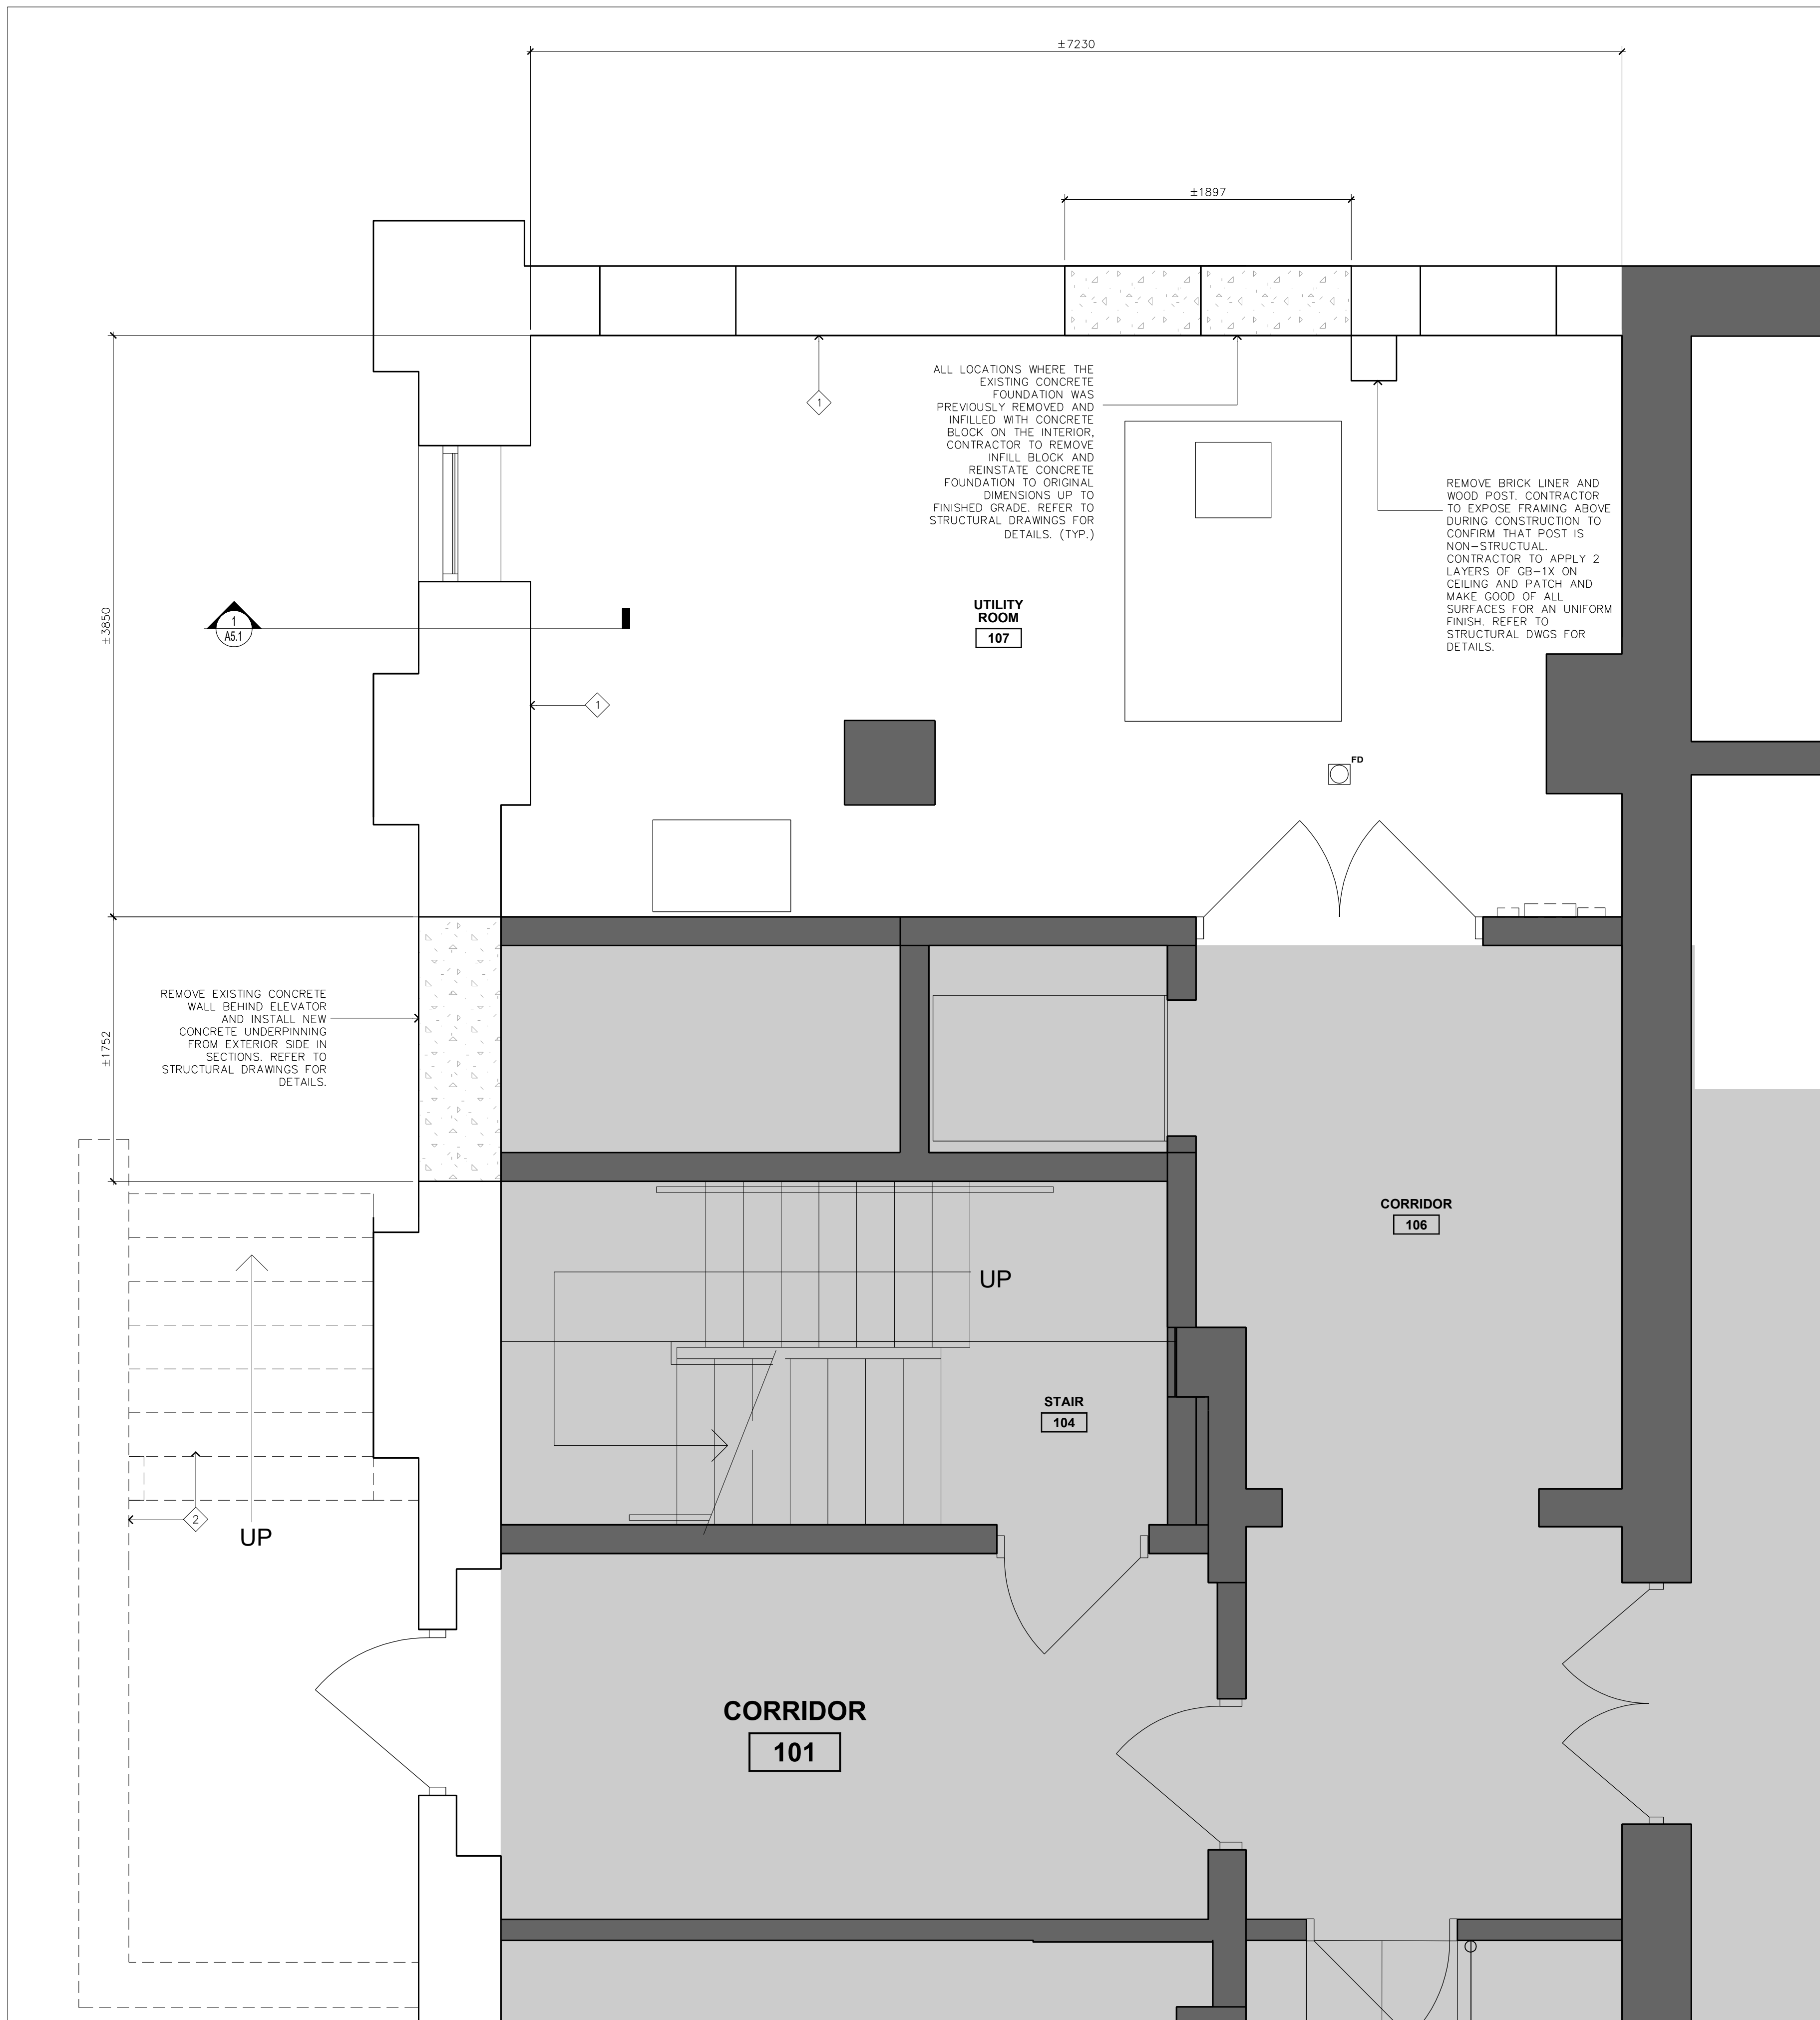 ±7230
±1897
ALL LOCATIONS WHERE THE
EXISTING CONCRETE
FOUNDATION WAS
PREVIOUSLY REMOVED AND
INFILLED WITH CONCRETE
BLOCK ON THE INTERIOR,
CONTRACTOR TO REMOVE
INFILL BLOCK AND
REINSTATE CONCRETE
FOUNDATION TO ORIGINAL
DIMENSIONS UP TO
FINISHED GRADE. REFER TO
STRUCTURAL DRAWINGS FOR
DETAILS. (TYP.)
1
REMOVE BRICK LINER AND
WOOD POST. CONTRACTOR
TO EXPOSE FRAMING ABOVE
DURING CONSTRUCTION TO
CONFIRM THAT POST IS
NON-STRUCTUAL.
CONTRACTOR TO APPLY 2
LAYERS OF GB-1X ON
CEILING AND PATCH AND
MAKE GOOD OF ALL
SURFACES FOR AN UNIFORM
FINISH. REFER TO
STRUCTURAL DWGS FOR
DETAILS.
±3850
1
A5.1
UTILITY
ROOM
107
1
FD
REMOVE EXISTING CONCRETE
WALL BEHIND ELEVATOR
AND INSTALL NEW
CONCRETE UNDERPINNING
FROM EXTERIOR SIDE IN
SECTIONS. REFER TO
STRUCTURAL DRAWINGS FOR
DETAILS.
±1752
CORRIDOR
106
UP
STAIR
104
2
UP
CORRIDOR
101